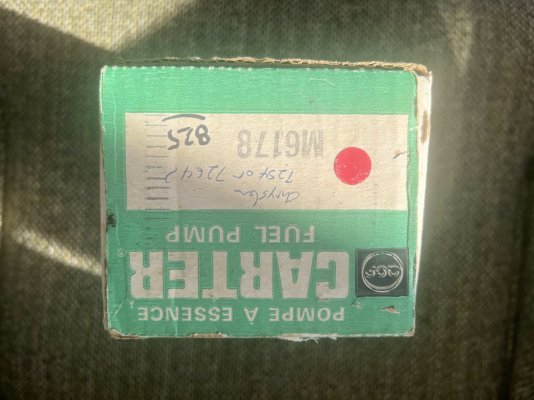 POMPE À ESSENCE
CARTER
FUEL PUMP
Chrysler
M6178
825